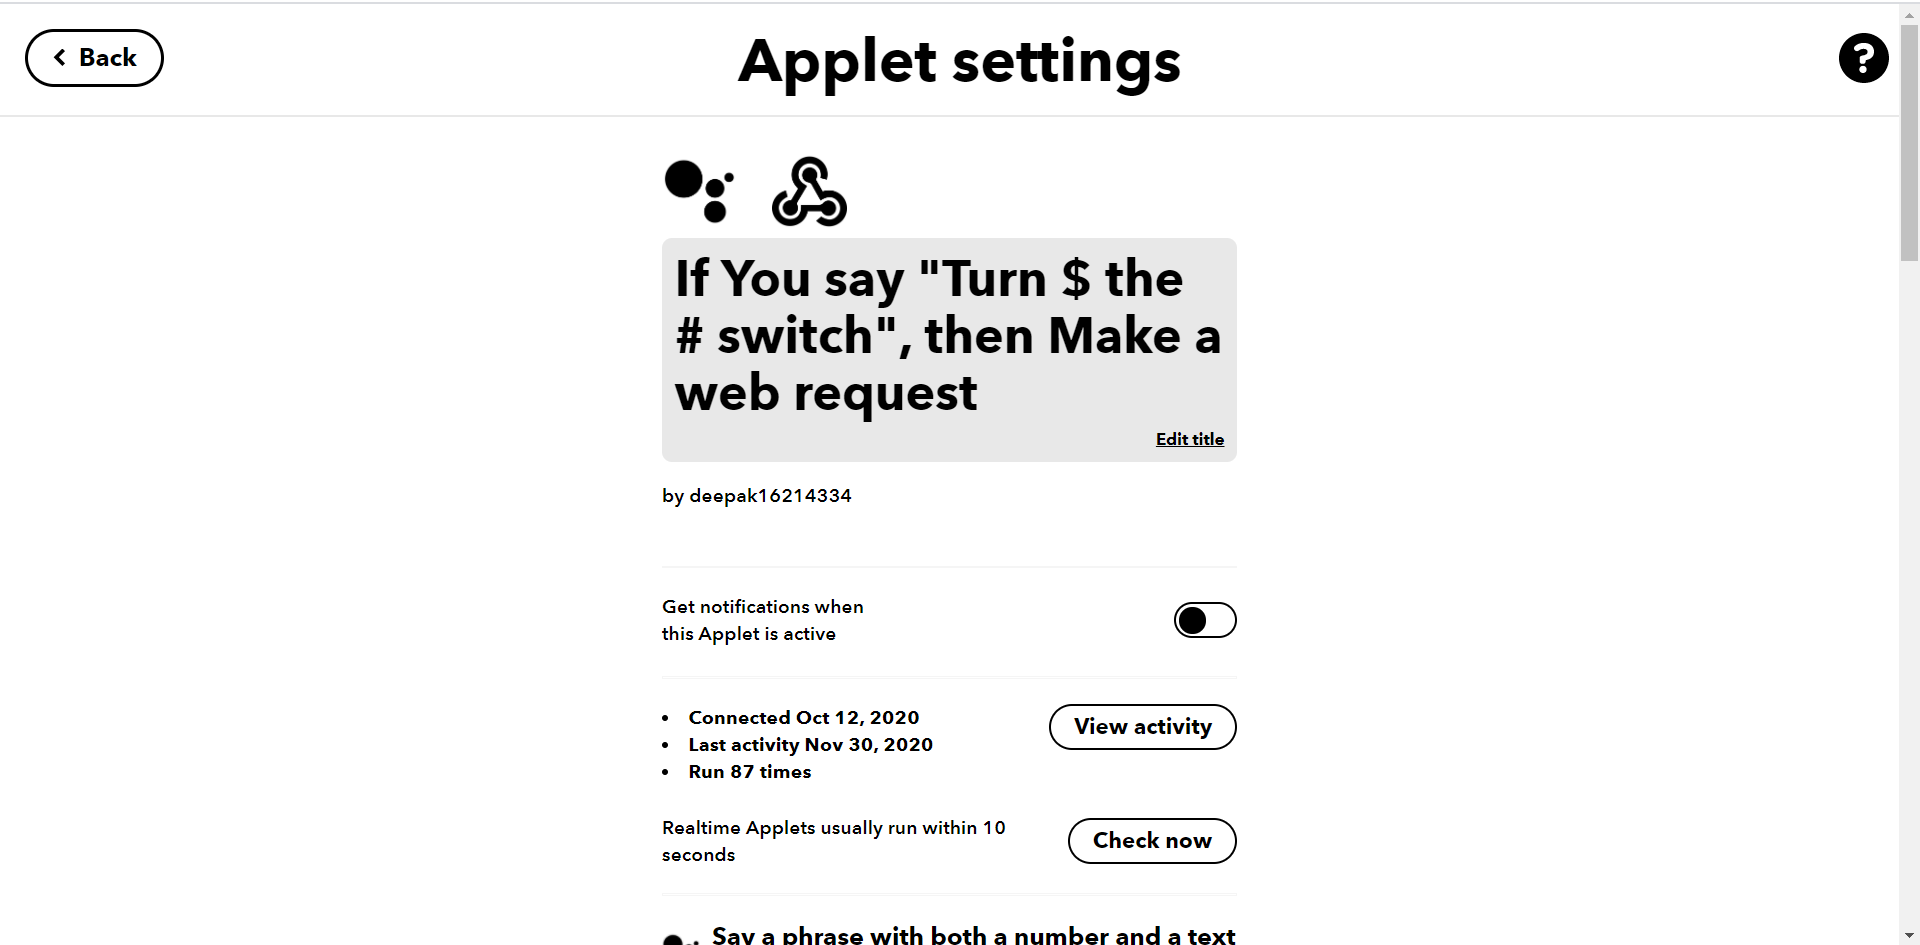 Back
Applet settings
?
If You say "Turn $ the
# switch", then Make a
web request
Edit title
by deepak16214334
Get notifications when
this Applet is active
• Connected Oct 12, 2020
• Last activity Nov 30, 2020
• Run 87 times
View activity
Realtime Applets usually run within 10
seconds
Check now
Say a phrase with both a number and a text